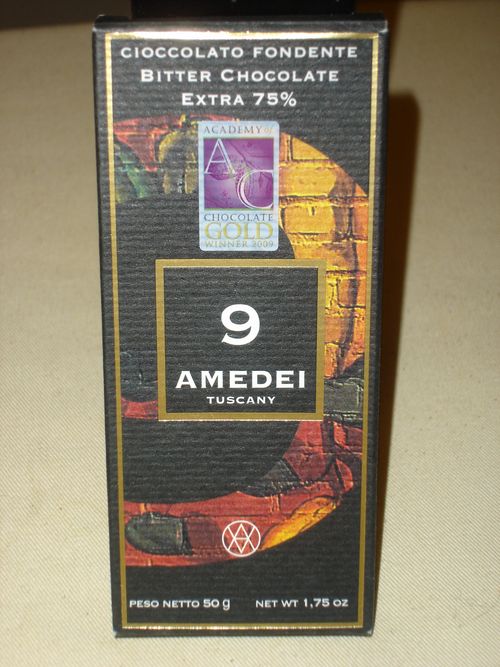 CIOCCOLATO FONDENTE
BITTER CHOCOLATE
EXTRA 75%
ACADEMY of
AC
CHOCOLATE
GOLD
WINNER 2009
9
AMEDEI
TUSCANY
PESO NETTO 50 g NET WT 1,75 OZ